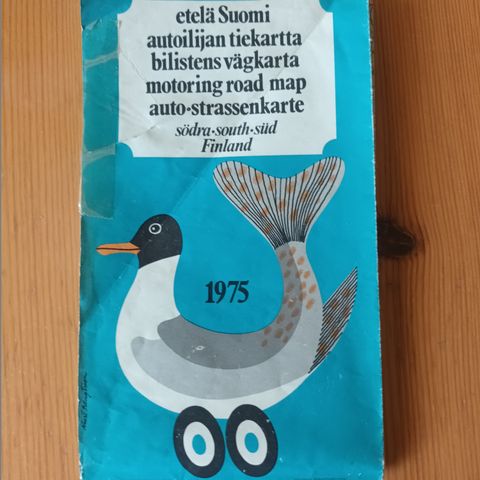 etelä Suomi
autoilijan tiekartta
bilistens vägkarta
motoring road map
auto-strassenkarte
södra-south-süd
Finland
1975